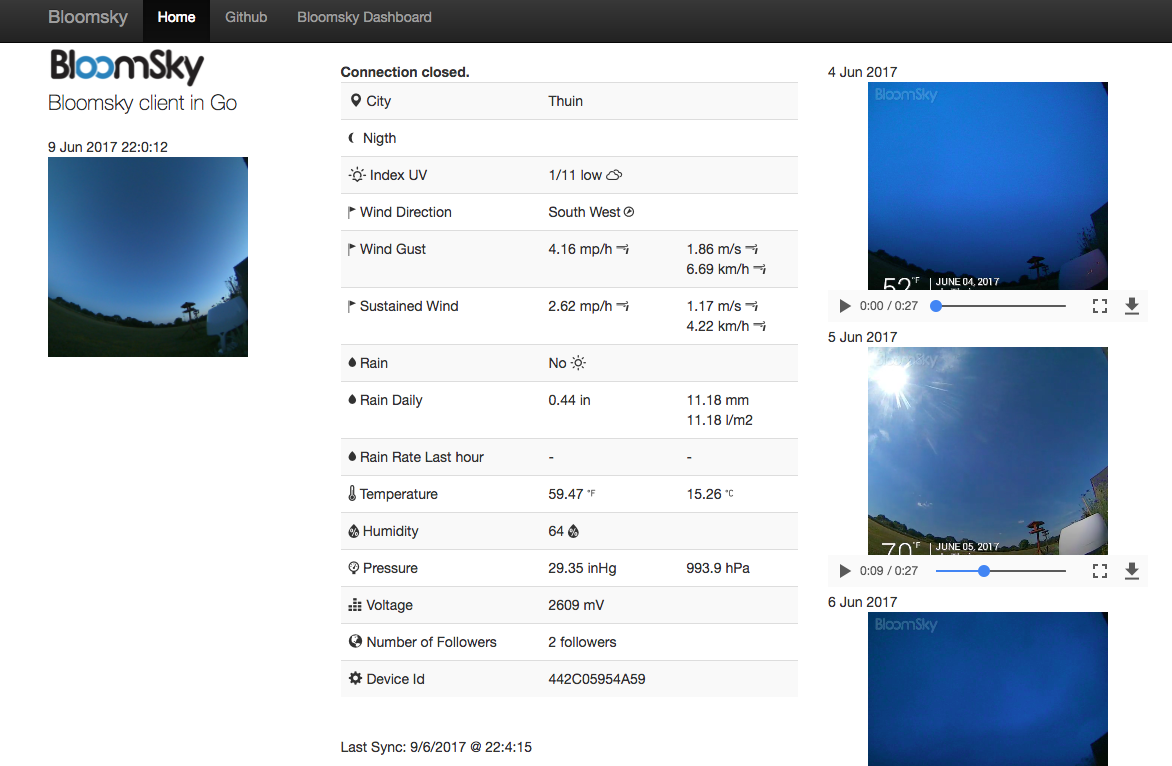 Bloomsky Home Github Bloomsky Dashboard
BloomSky
Bloomsky client in Go
9 Jun 2017 22:0:12
Connection closed.
City Thuin
Nigth
Index UV 1/11 low
Wind Direction South West
Wind Gust 4.16 mp/h 1.86 m/s
6.69 km/h
Sustained Wind 2.62 mp/h 1.17 m/s
4.22 km/h
Rain No
Rain Daily 0.44 in 11.18 mm
11.18 l/m2
Rain Rate Last hour - -
Temperature 59.47 °F 15.26 °C
Humidity 64
Pressure 29.35 inHg 993.9 hPa
Voltage 2609 mV
Number of Followers 2 followers
Device Id 442C05954A59
Last Sync: 9/6/2017 @ 22:4:15
4 Jun 2017
BloomSky
52°F JUNE 04, 2017
0:00 / 0:27
5 Jun 2017
BloomSky
70°F JUNE 05, 2017
0:09 / 0:27
6 Jun 2017
BloomSky